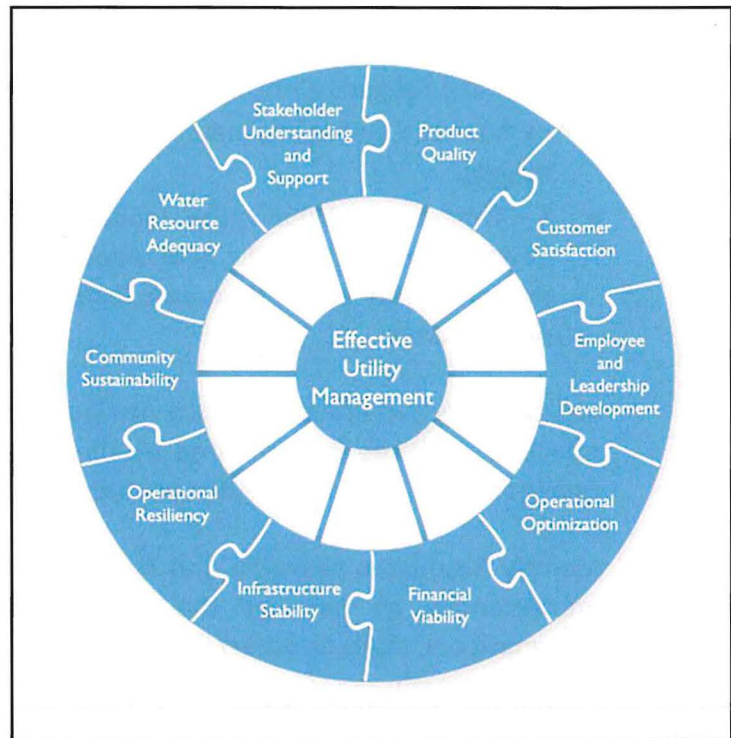 Stakeholder
Understanding
and
Support
Product
Quality
Customer
Satisfaction
Employee
and
Leadership
Development
Operational
Optimization
Financial
Viability
Infrastructure
Stability
Operational
Resiliency
Community
Sustainability
Water
Resource
Adequacy
Effective
Utility
Management